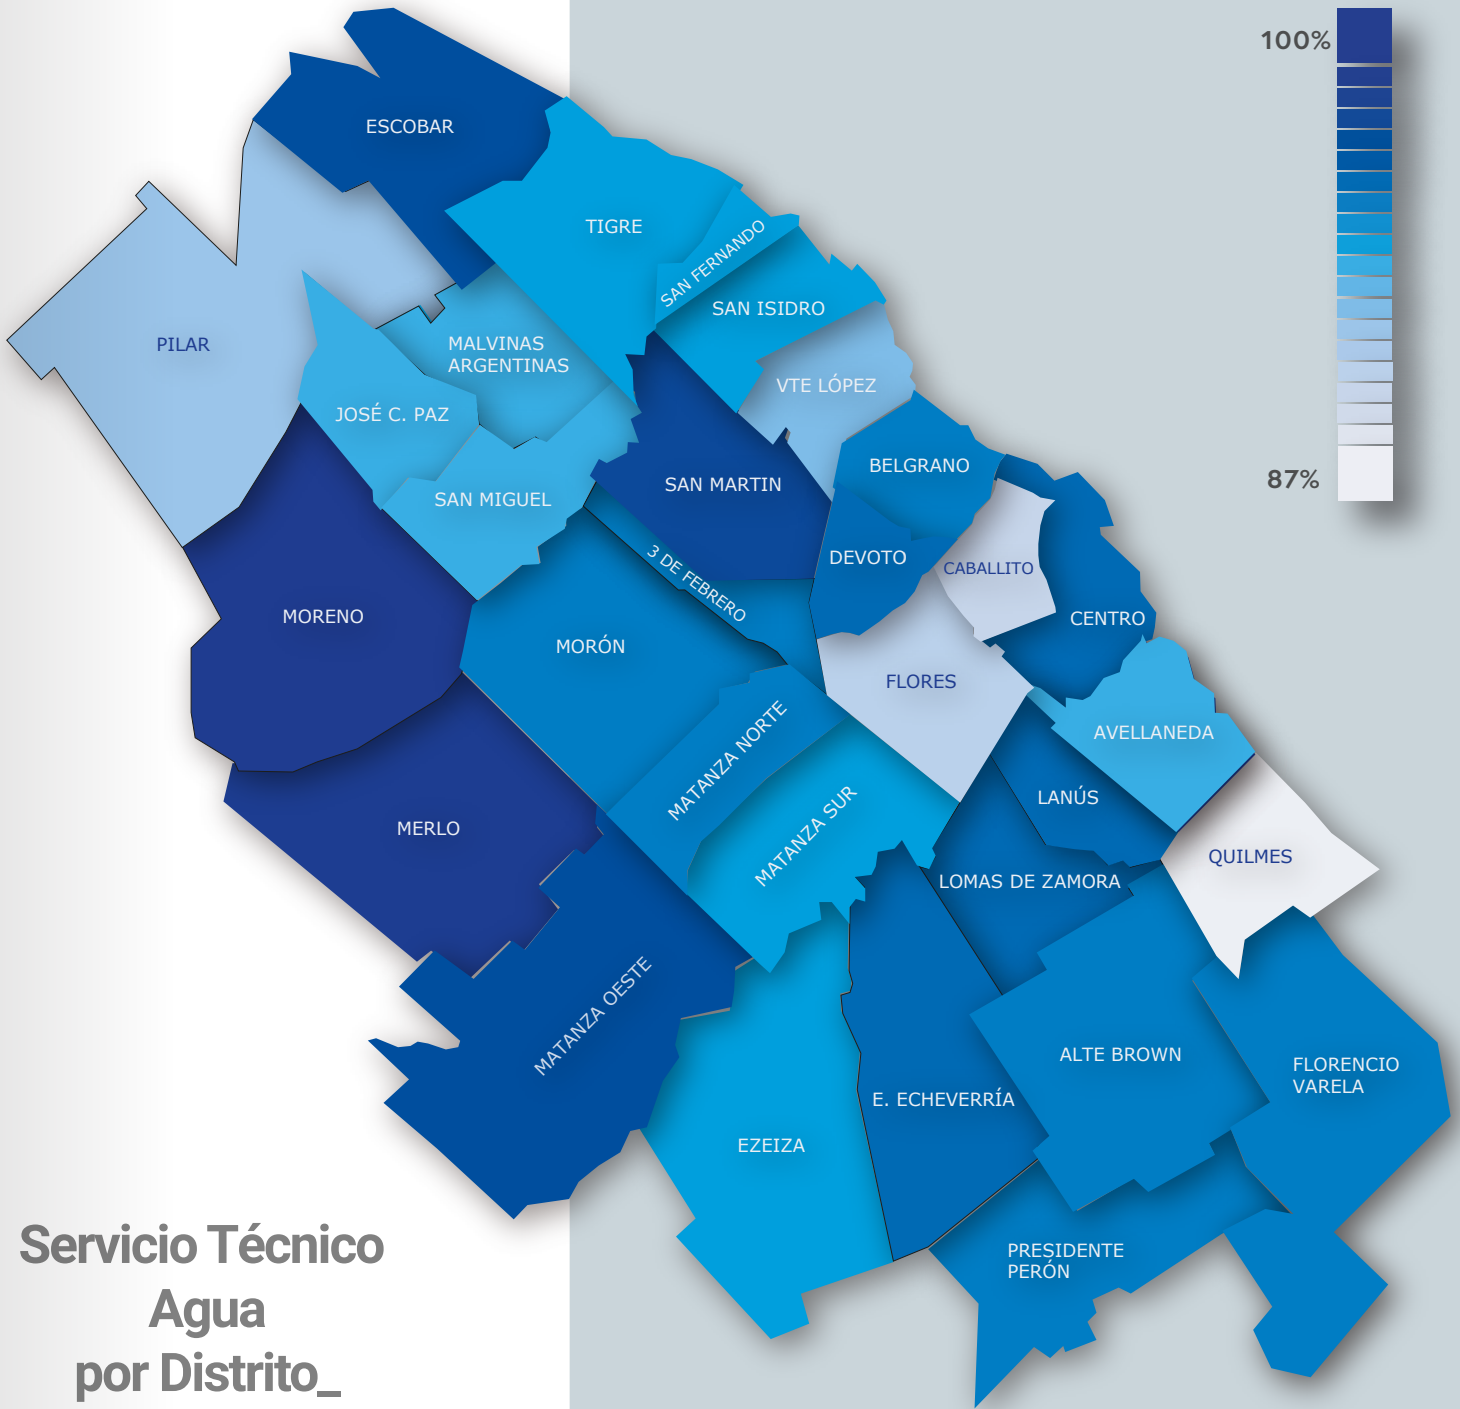 100%
ESCOBAR
TIGRE
SAN FERNANDO
SAN ISIDRO
PILAR
MALVINAS
ARGENTINAS
VTE LÓPEZ
JOSÉ C. PAZ
BELGRANO
87%
SAN MARTIN
SAN MIGUEL
DEVOTO
CABALLITO
3 DE FEBRERO
MORENO
CENTRO
MORÓN
FLORES
AVELLANEDA
MATANZA NORTE
LANÚS
MERLO
MATANZA SUR
QUILMES
LOMAS DE ZAMORA
MATANZA OESTE
ALTE BROWN
FLORENCIO
VARELA
E. ECHEVERRÍA
EZEIZA
PRESIDENTE
PERÓN
Servicio Técnico
Agua
por Distrito_